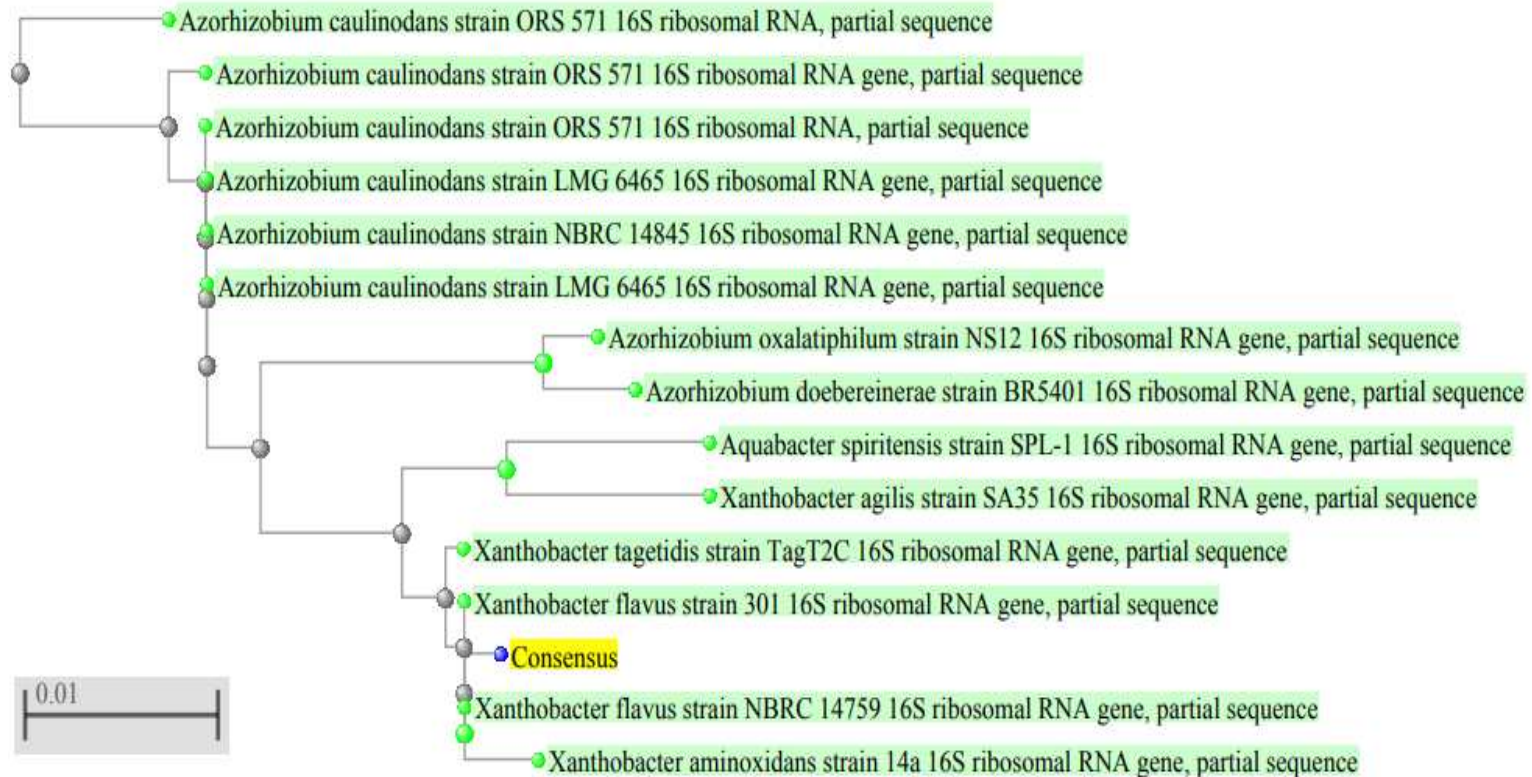 Azorhizobium caulinodans strain ORS 571 16S ribosomal RNA, partial sequence
Azorhizobium caulinodans strain ORS 571 16S ribosomal RNA gene, partial sequence
Azorhizobium caulinodans strain ORS 571 16S ribosomal RNA, partial sequence
Azorhizobium caulinodans strain LMG 6465 16S ribosomal RNA gene, partial sequence
Azorhizobium caulinodans strain NBRC 14845 16S ribosomal RNA gene, partial sequence
Azorhizobium caulinodans strain LMG 6465 16S ribosomal RNA gene, partial sequence
Azorhizobium oxalatiphilum strain NS12 16S ribosomal RNA gene, partial sequence
Azorhizobium doebereinerae strain BR5401 16S ribosomal RNA gene, partial sequence
Aquabacter spiritensis strain SPL-1 16S ribosomal RNA gene, partial sequence
Xanthobacter agilis strain SA35 16S ribosomal RNA gene, partial sequence
Xanthobacter tagetidis strain TagT2C 16S ribosomal RNA gene, partial sequence
Xanthobacter flavus strain 301 16S ribosomal RNA gene, partial sequence
Consensus
0.01
Xanthobacter flavus strain NBRC 14759 16S ribosomal RNA gene, partial sequence
Xanthobacter aminoxidans strain 14a 16S ribosomal RNA gene, partial sequence